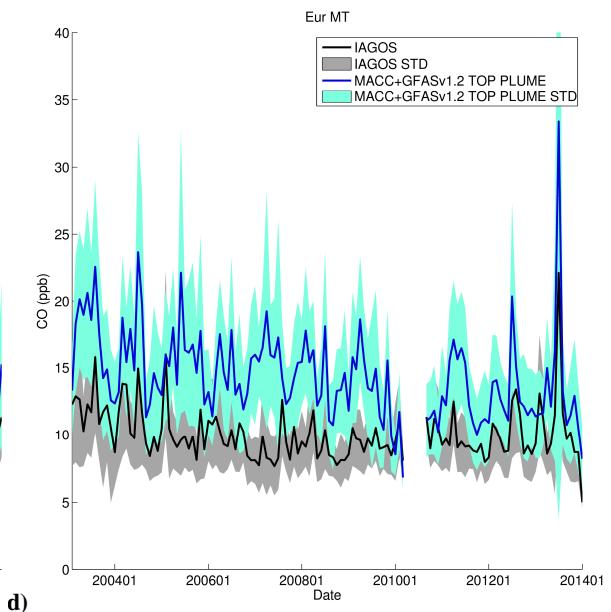 Eur MT
IAGOS
IAGOS STD
MACC+GFASv1.2 TOP PLUME
MACC+GFASv1.2 TOP PLUME STD
40
35
30
25
20
15
10
5
0
CO (ppb)
200401 200601 200801 201001 201201 201401
Date
d)